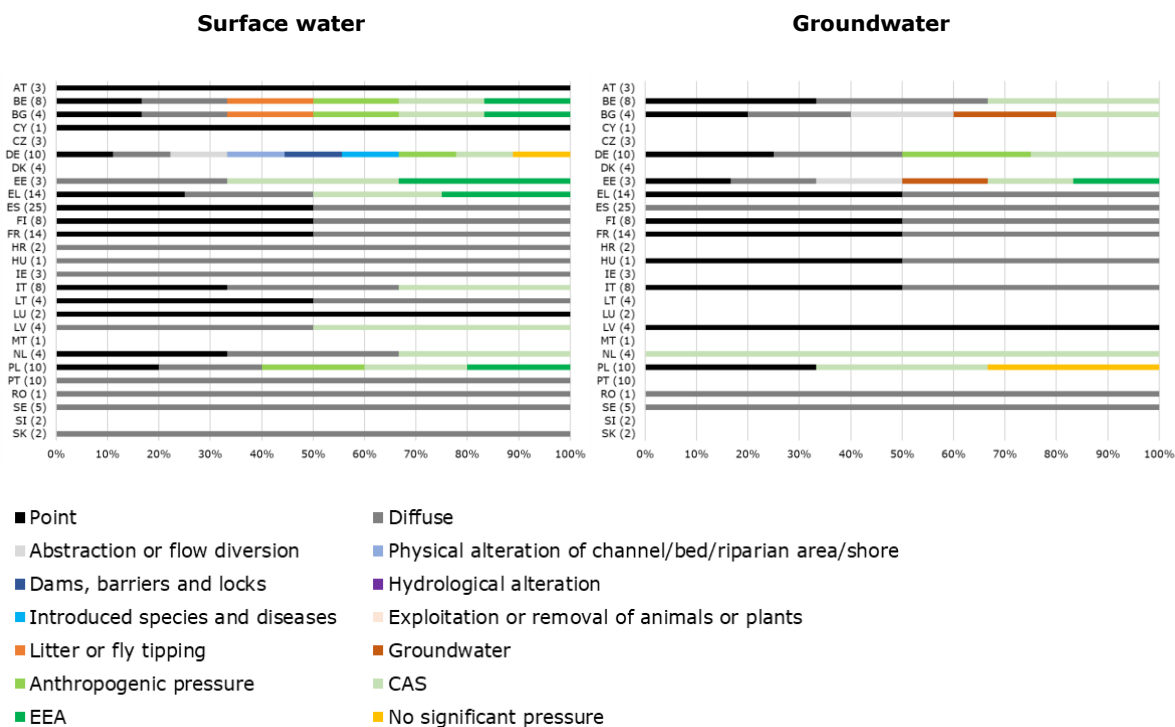 Surface water
Groundwater
AT (3)
BE (8)
BG (4)
CY (1)
CZ (3)
DE (10)
DK (4)
EE (3)
EL (14)
ES (25)
FI (8)
FR (14)
HR (2)
HU (1)
IE (3)
IT (8)
LT (4)
LU (2)
LV (4)
MT (1)
NL (4)
PL (10)
PT (10)
RO (1)
SE (5)
SI (2)
SK (2)
0% 10% 20% 30% 40% 50% 60% 70% 80% 90% 100%
AT (3)
BE (8)
BG (4)
CY (1)
CZ (3)
DE (10)
DK (4)
EE (3)
EL (14)
ES (25)
FI (8)
FR (14)
HR (2)
HU (1)
IE (3)
IT (8)
LT (4)
LU (2)
LV (4)
MT (1)
NL (4)
PL (10)
PT (10)
RO (1)
SE (5)
SI (2)
SK (2)
0% 10% 20% 30% 40% 50% 60% 70% 80% 90% 100%
Point
Diffuse
Abstraction or flow diversion
Physical alteration of channel/bed/riparian area/shore
Dams, barriers and locks
Hydrological alteration
Introduced species and diseases
Exploitation or removal of animals or plants
Litter or fly tipping
Groundwater
Anthropogenic pressure
CAS
EEA
No significant pressure